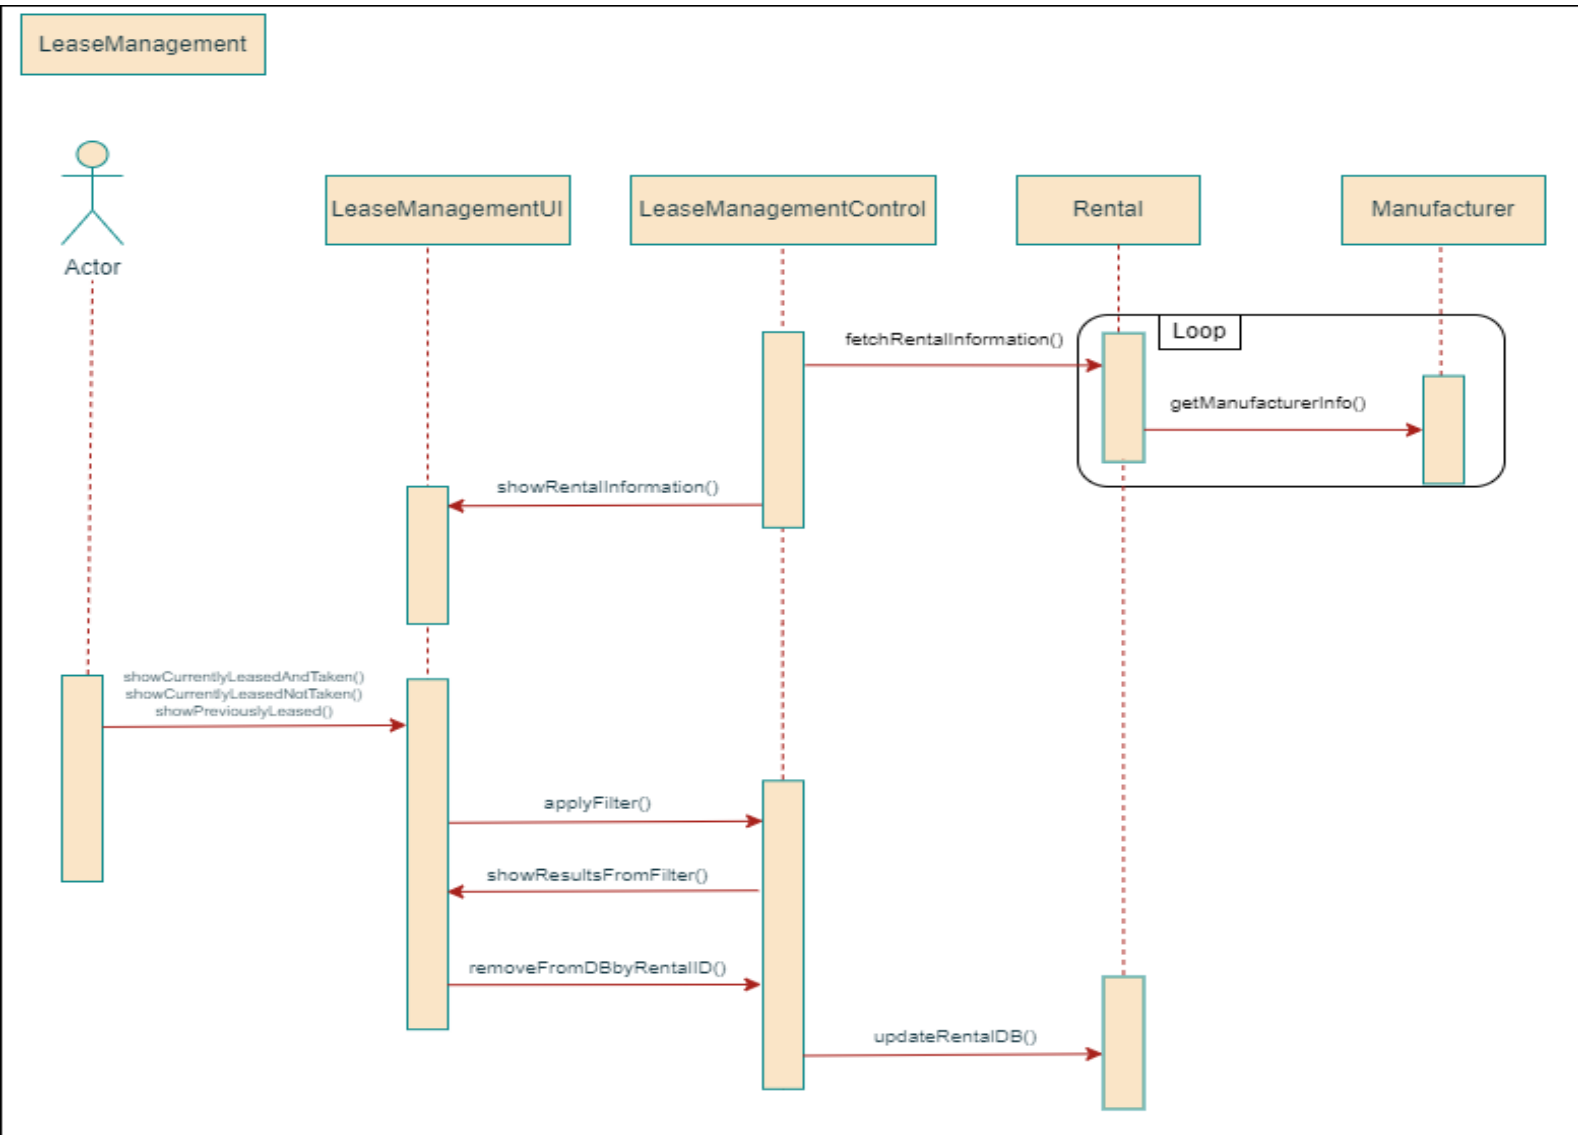 LeaseManagement
Actor
LeaseManagementUI
LeaseManagementControl
Rental
Manufacturer
Loop
fetchRentalInformation()
getManufacturerInfo()
showRentalInformation()
showCurrentlyLeasedAndTaken()
showCurrentlyLeasedNotTaken()
showPreviouslyLeased()
applyFilter()
showResultsFromFilter()
removeFromDBbyRentalID()
updateRentalDB()